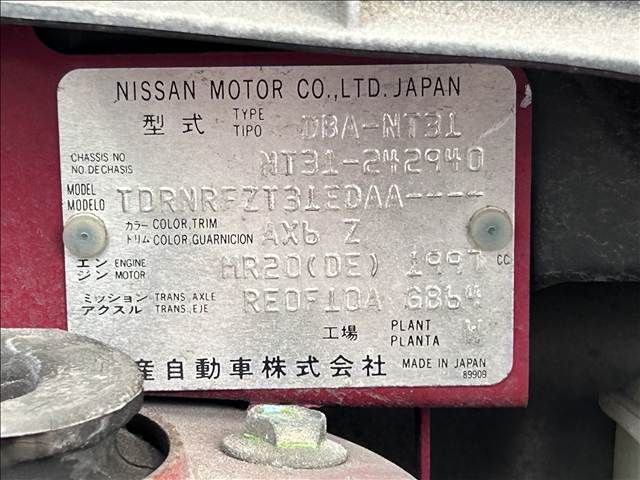 NISSAN MOTOR CO.,LTD. JAPAN
型式 TYPE TIPO DBA-NT31
CHASSIS NO NO. DE CHASIS NT31-242940
MODEL MODELO TDRNRFZT31EDAA----
カラー トリム COLOR, TRIM COLOR, GUARNICION AX6 Z
エンジン ENGINE MOTOR MR20(DE) 1997 CC
ミッション アクスル TRANS. AXLE TRANS. EJE RE0F10A GB64
工場 PLANT PLANTA W
産自動車株式会社 MADE IN JAPAN
89909